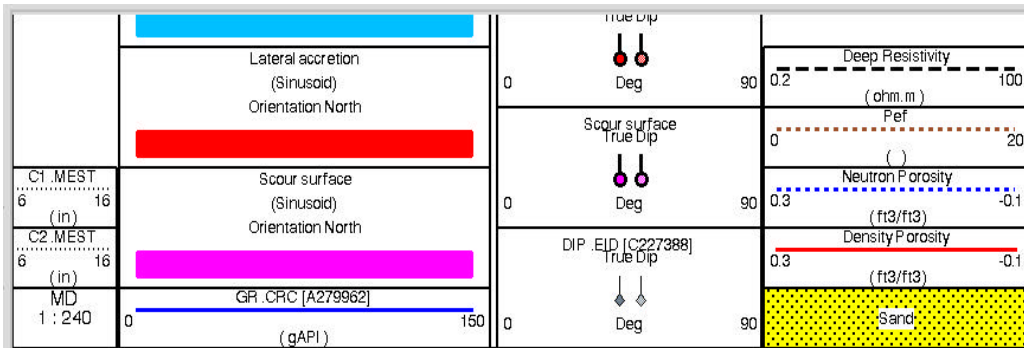 True Dip
Lateral accretion
(Sinusoid)
Orientation North
0 Deg 90
Deep Resistivity
0.2 100
(ohm.m)
Scour surface
True Dip
0 Deg 90
Pef
0 20
( )
C1 .MEST
6 16
(in)
Scour surface
(Sinusoid)
Orientation North
Neutron Porosity
0.3 -0.1
(ft3/ft3)
C2 .MEST
6 16
(in)
DIP .EID [C227388]
True Dip
0 Deg 90
Density Porosity
0.3 -0.1
(ft3/ft3)
MD
1 : 240
GR .CRC [A279962]
0 150
(gAPI)
Sand